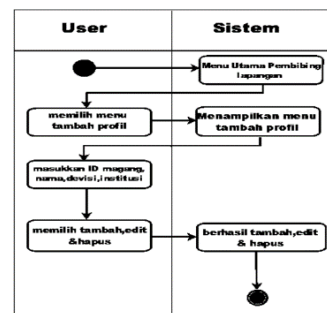 User
Sistem
Menu Utama Pembibing
lapangan
memilih menu
tambah profil
Menampilkan menu
tambah profil
masukkan ID magang,
nama,devisi,institusi
memilih tambah,edit
&hapus
berhasil tambah,edit
& hapus